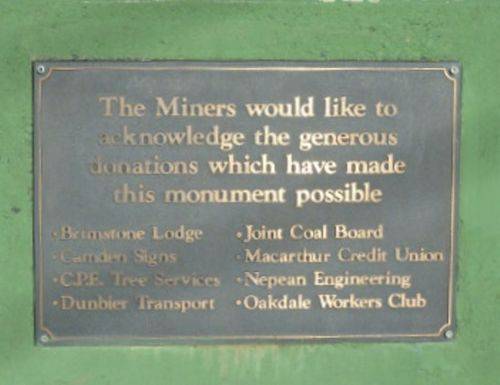 The Miners would like to
acknowledge the generous
donations which have made
this monument possible
• Brimstone Lodge
• Joint Coal Board
• Camden Signs
• Macarthur Credit Union
• C.P.E. Tree Services
• Nepean Engineering
• Dunbier Transport
• Oakdale Workers Club